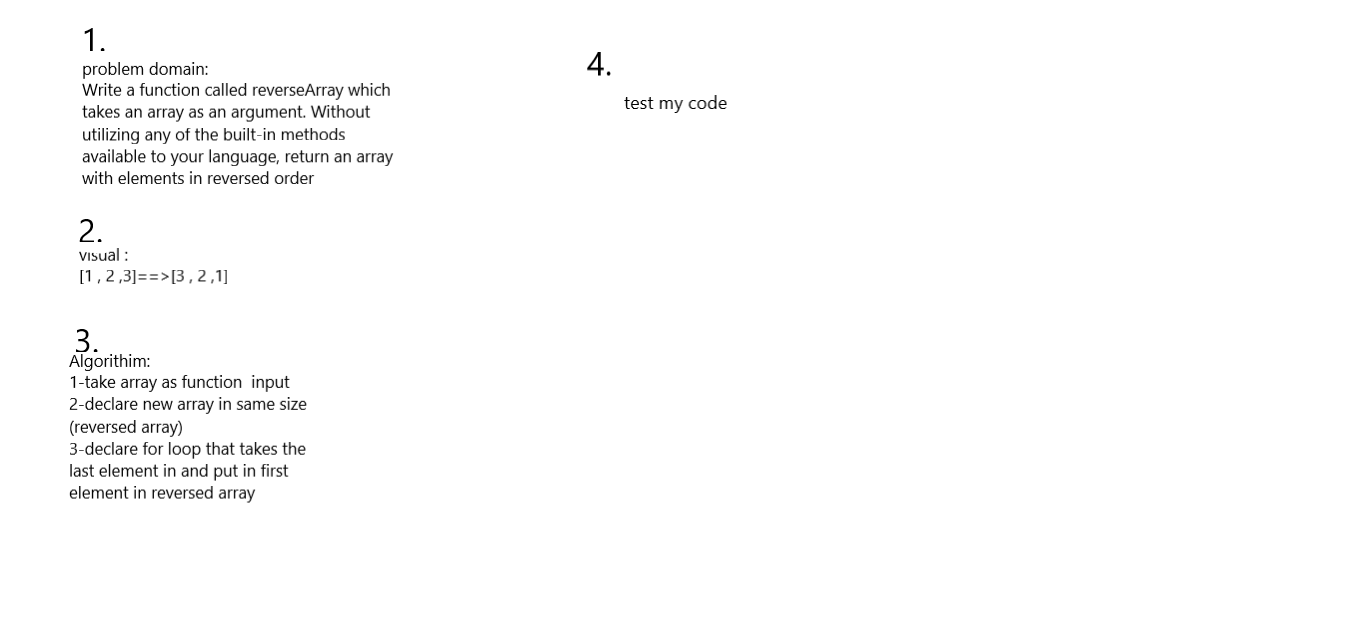 1.
problem domain:
Write a function called reverseArray which
takes an array as an argument. Without
utilizing any of the built-in methods
available to your language, return an array
with elements in reversed order
2.
visual :
[1 , 2 ,3]==>[3 , 2 ,1]
3.
Algorithim:
1-take array as function  input
2-declare new array in same size
(reversed array)
3-declare for loop that takes the
last element in and put in first
element in reversed array
4.
test my code